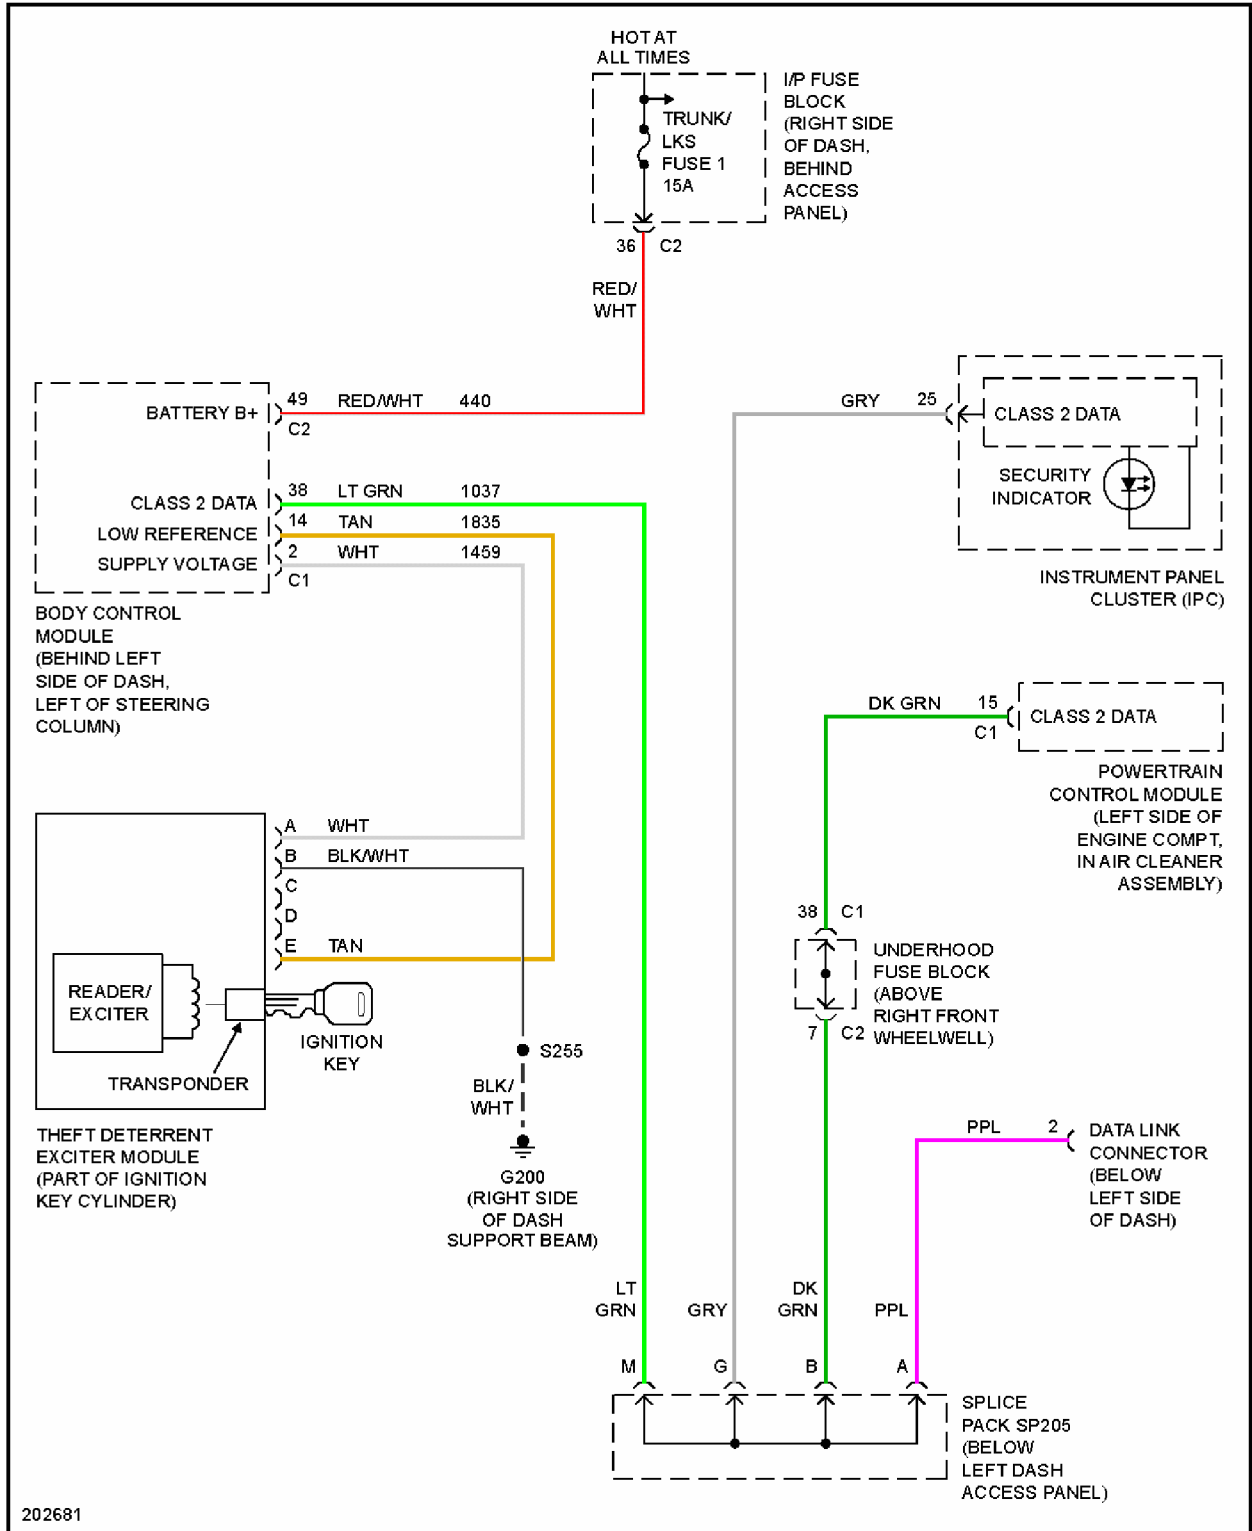 HOT AT
ALL TIMES
TRUNK/
LKS
FUSE 1
15A
I/P FUSE
BLOCK
(RIGHT SIDE
OF DASH,
BEHIND
ACCESS
PANEL)
36 C2
RED/
WHT
BATTERY B+
49 RED/WHT 440
C2
CLASS 2 DATA
38 LT GRN 1037
LOW REFERENCE
14 TAN 1835
SUPPLY VOLTAGE
2 WHT 1459
C1
BODY CONTROL
MODULE
(BEHIND LEFT
SIDE OF DASH,
LEFT OF STEERING
COLUMN)
GRY 25
CLASS 2 DATA
SECURITY
INDICATOR
INSTRUMENT PANEL
CLUSTER (IPC)
DK GRN 15
C1
CLASS 2 DATA
POWERTRAIN
CONTROL MODULE
(LEFT SIDE OF
ENGINE COMPT,
IN AIR CLEANER
ASSEMBLY)
A WHT
B BLK/WHT
C
D
E TAN
READER/
EXCITER
TRANSPONDER
IGNITION
KEY
THEFT DETERRENT
EXCITER MODULE
(PART OF IGNITION
KEY CYLINDER)
S255
BLK/
WHT
G200
(RIGHT SIDE
OF DASH
SUPPORT BEAM)
38 C1
UNDERHOOD
FUSE BLOCK
(ABOVE
RIGHT FRONT
WHEELWELL)
7 C2
PPL 2
DATA LINK
CONNECTOR
(BELOW
LEFT SIDE
OF DASH)
LT
GRN
GRY
DK
GRN
PPL
M G B A
SPLICE
PACK SP205
(BELOW
LEFT DASH
ACCESS PANEL)
202681